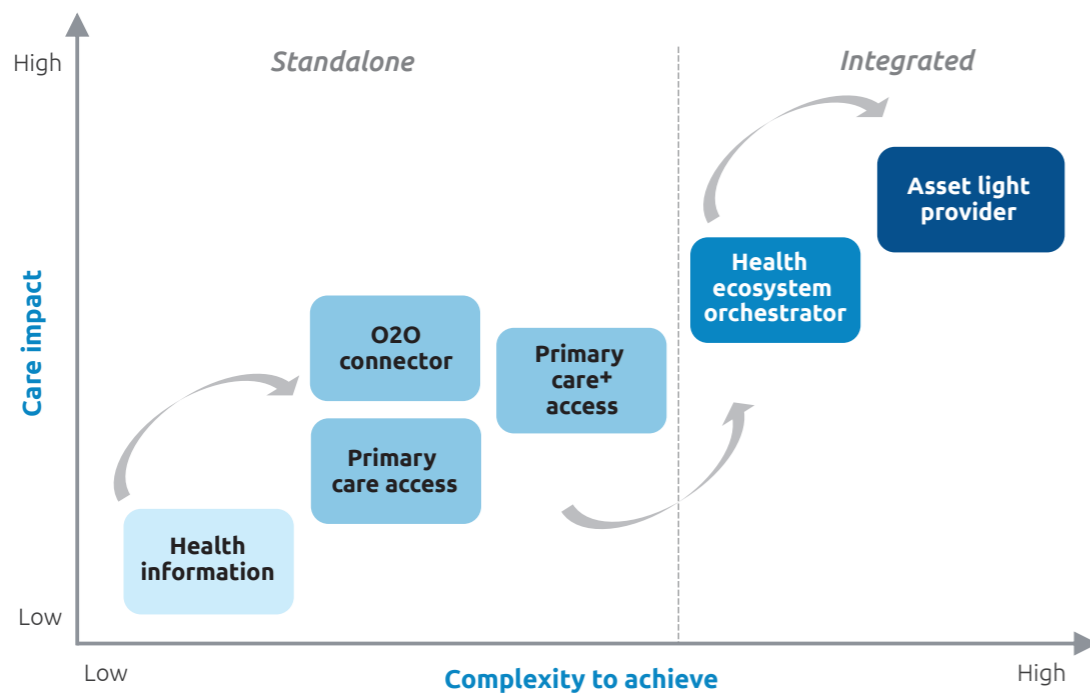 High
Standalone
Integrated
Asset light
provider
Health
ecosystem
orchestrator
O2O
connector
Primary
care+
access
Primary
care access
Health
information
Care impact
Low
Low
Complexity to achieve
High